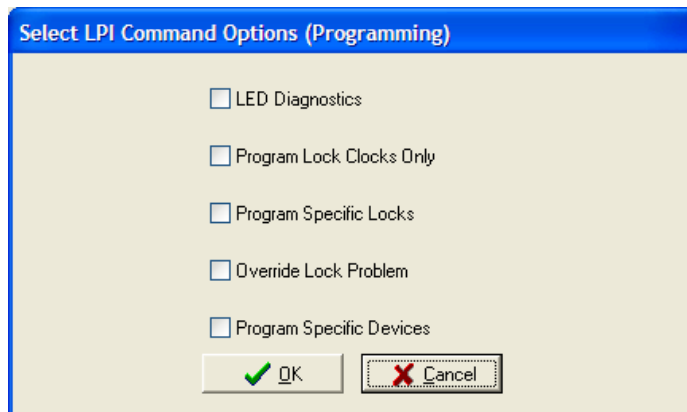 Select LPI Command Options (Programming)
LED Diagnostics
Program Lock Clocks Only
Program Specific Locks
Override Lock Problem
Program Specific Devices
OK
Cancel